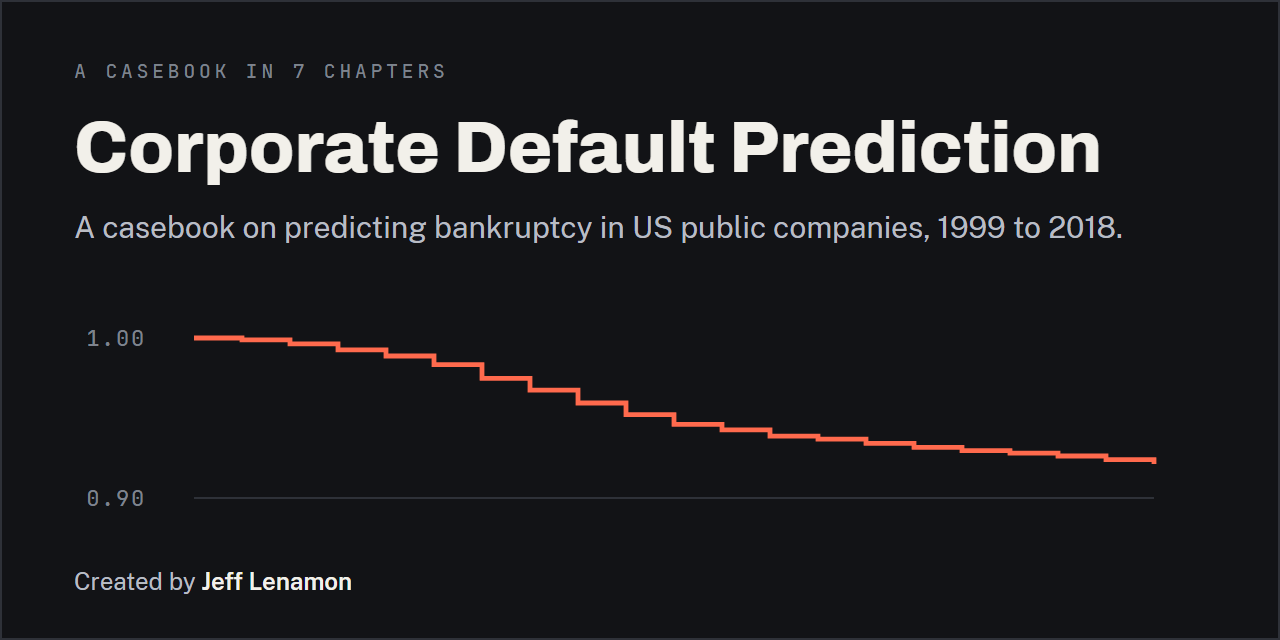 A CASEBOOK IN 7 CHAPTERS
Corporate Default Prediction
A casebook on predicting bankruptcy in US public companies, 1999 to 2018.
1.00
0.90
Created by Jeff Lenamon